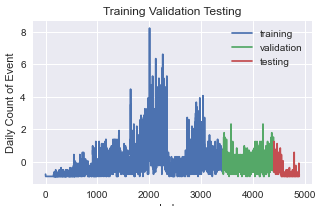 Training Validation Testing
Daily Count of Event
8
6
4
2
0
training
validation
testing
0 1000 2000 3000 4000 5000